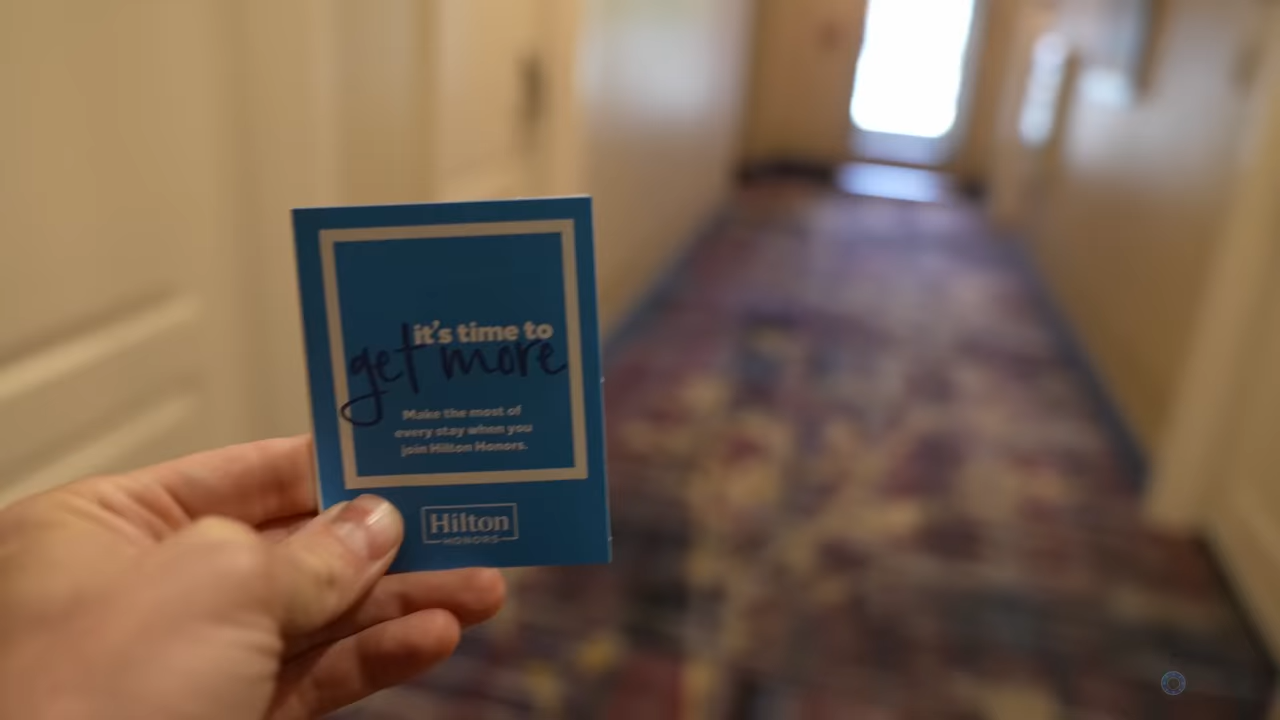 it's time to
get more
Make the most of
every stay when you
join Hilton Honors.
Hilton
HONORS